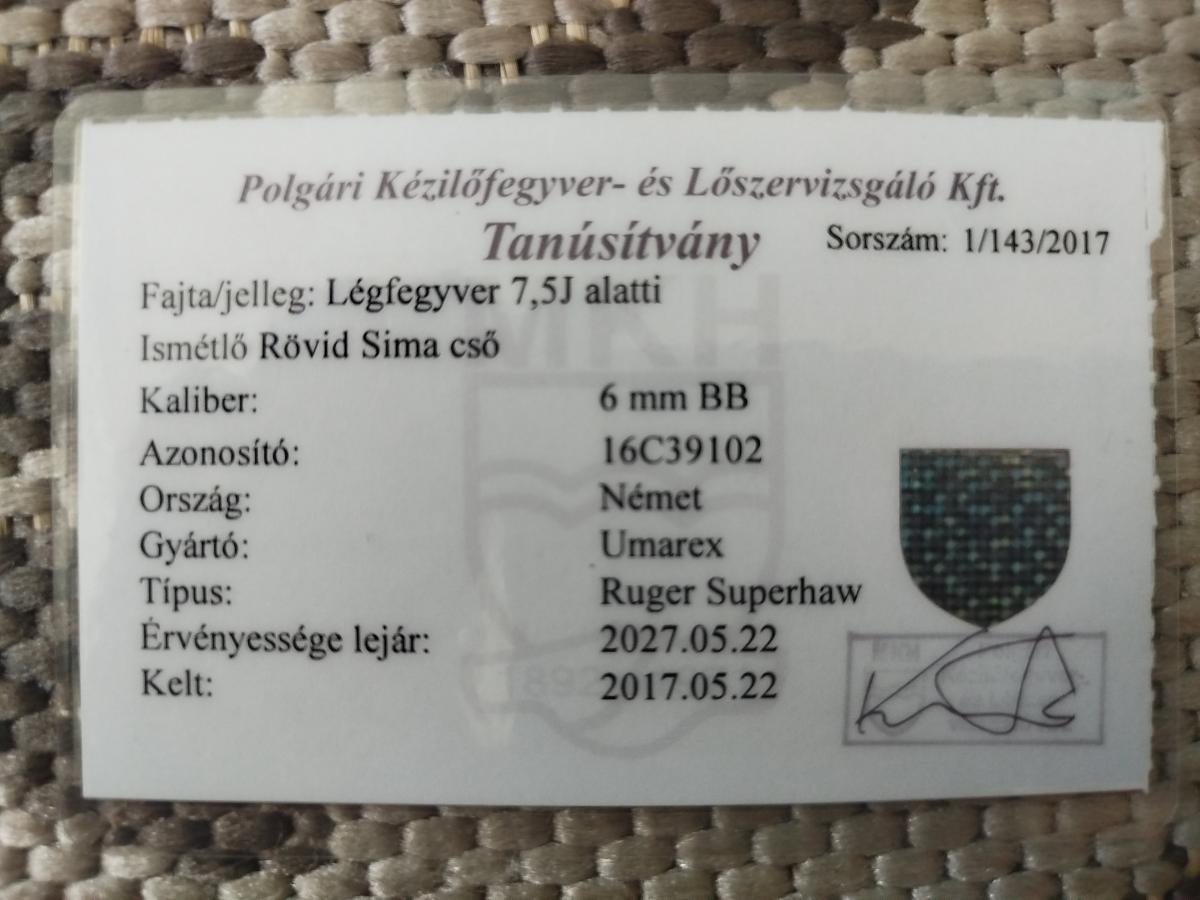 Polgári Kézilőfegyver- és Lőszervizsgáló Kft.
Tanúsítvány Sorszám: 1/143/2017
Fajta/jelleg: Légfegyver 7,5J alatti
Ismétlő Rövid Sima cső
Kaliber: 6 mm BB
Azonosító: 16C39102
Ország: Német
Gyártó: Umarex
Típus: Ruger Superhaw
Érvényessége lejár: 2027.05.22
Kelt: 2017.05.22